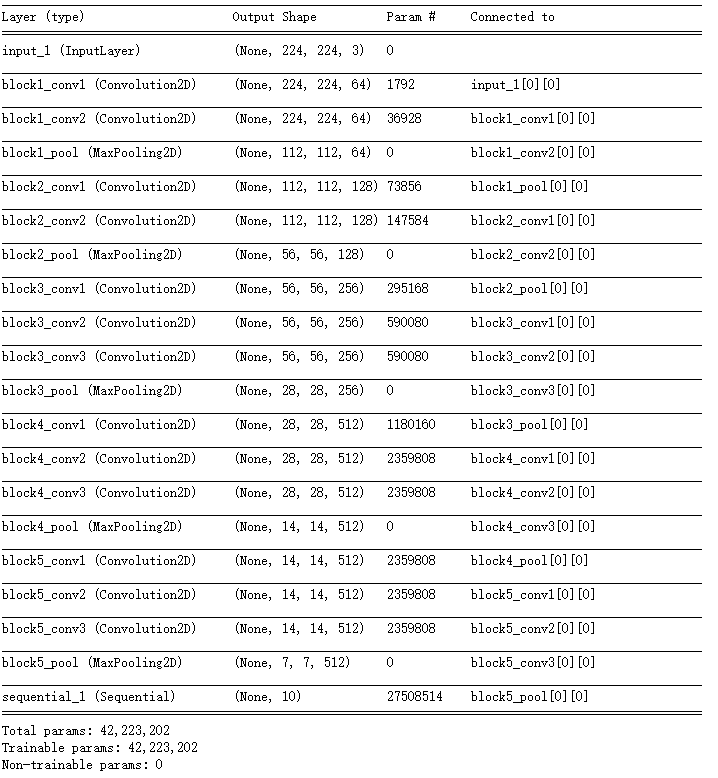 Layer (type) Output Shape Param # Connected to
input_1 (InputLayer) (None, 224, 224, 3) 0
block1_conv1 (Convolution2D) (None, 224, 224, 64) 1792 input_1[0][0]
block1_conv2 (Convolution2D) (None, 224, 224, 64) 36928 block1_conv1[0][0]
block1_pool (MaxPooling2D) (None, 112, 112, 64) 0 block1_conv2[0][0]
block2_conv1 (Convolution2D) (None, 112, 112, 128) 73856 block1_pool[0][0]
block2_conv2 (Convolution2D) (None, 112, 112, 128) 147584 block2_conv1[0][0]
block2_pool (MaxPooling2D) (None, 56, 56, 128) 0 block2_conv2[0][0]
block3_conv1 (Convolution2D) (None, 56, 56, 256) 295168 block2_pool[0][0]
block3_conv2 (Convolution2D) (None, 56, 56, 256) 590080 block3_conv1[0][0]
block3_conv3 (Convolution2D) (None, 56, 56, 256) 590080 block3_conv2[0][0]
block3_pool (MaxPooling2D) (None, 28, 28, 256) 0 block3_conv3[0][0]
block4_conv1 (Convolution2D) (None, 28, 28, 512) 1180160 block3_pool[0][0]
block4_conv2 (Convolution2D) (None, 28, 28, 512) 2359808 block4_conv1[0][0]
block4_conv3 (Convolution2D) (None, 28, 28, 512) 2359808 block4_conv2[0][0]
block4_pool (MaxPooling2D) (None, 14, 14, 512) 0 block4_conv3[0][0]
block5_conv1 (Convolution2D) (None, 14, 14, 512) 2359808 block4_pool[0][0]
block5_conv2 (Convolution2D) (None, 14, 14, 512) 2359808 block5_conv1[0][0]
block5_conv3 (Convolution2D) (None, 14, 14, 512) 2359808 block5_conv2[0][0]
block5_pool (MaxPooling2D) (None, 7, 7, 512) 0 block5_conv3[0][0]
sequential_1 (Sequential) (None, 10) 27508514 block5_pool[0][0]
Total params: 42,223,202
Trainable params: 42,223,202
Non-trainable params: 0